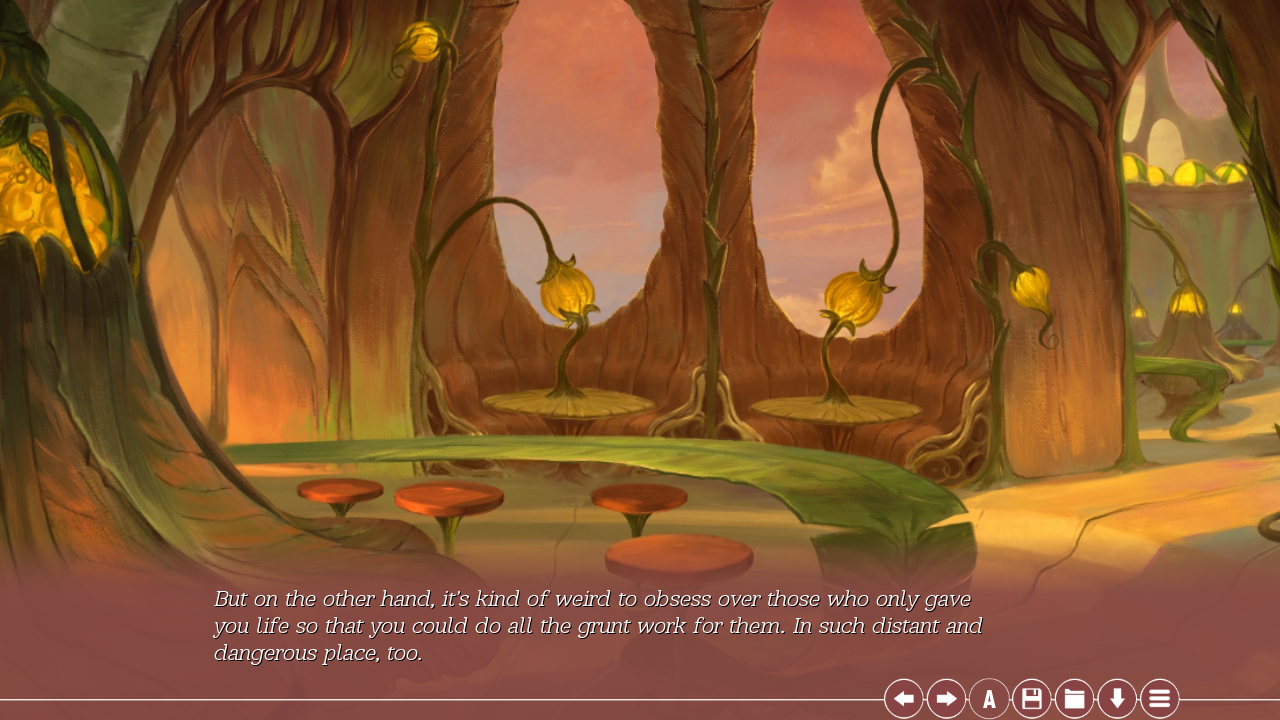 But on the other hand, it's kind of weird to obsess over those who only gave
you life so that you could do all the grunt work for them. In such distant and
dangerous place, too.
A